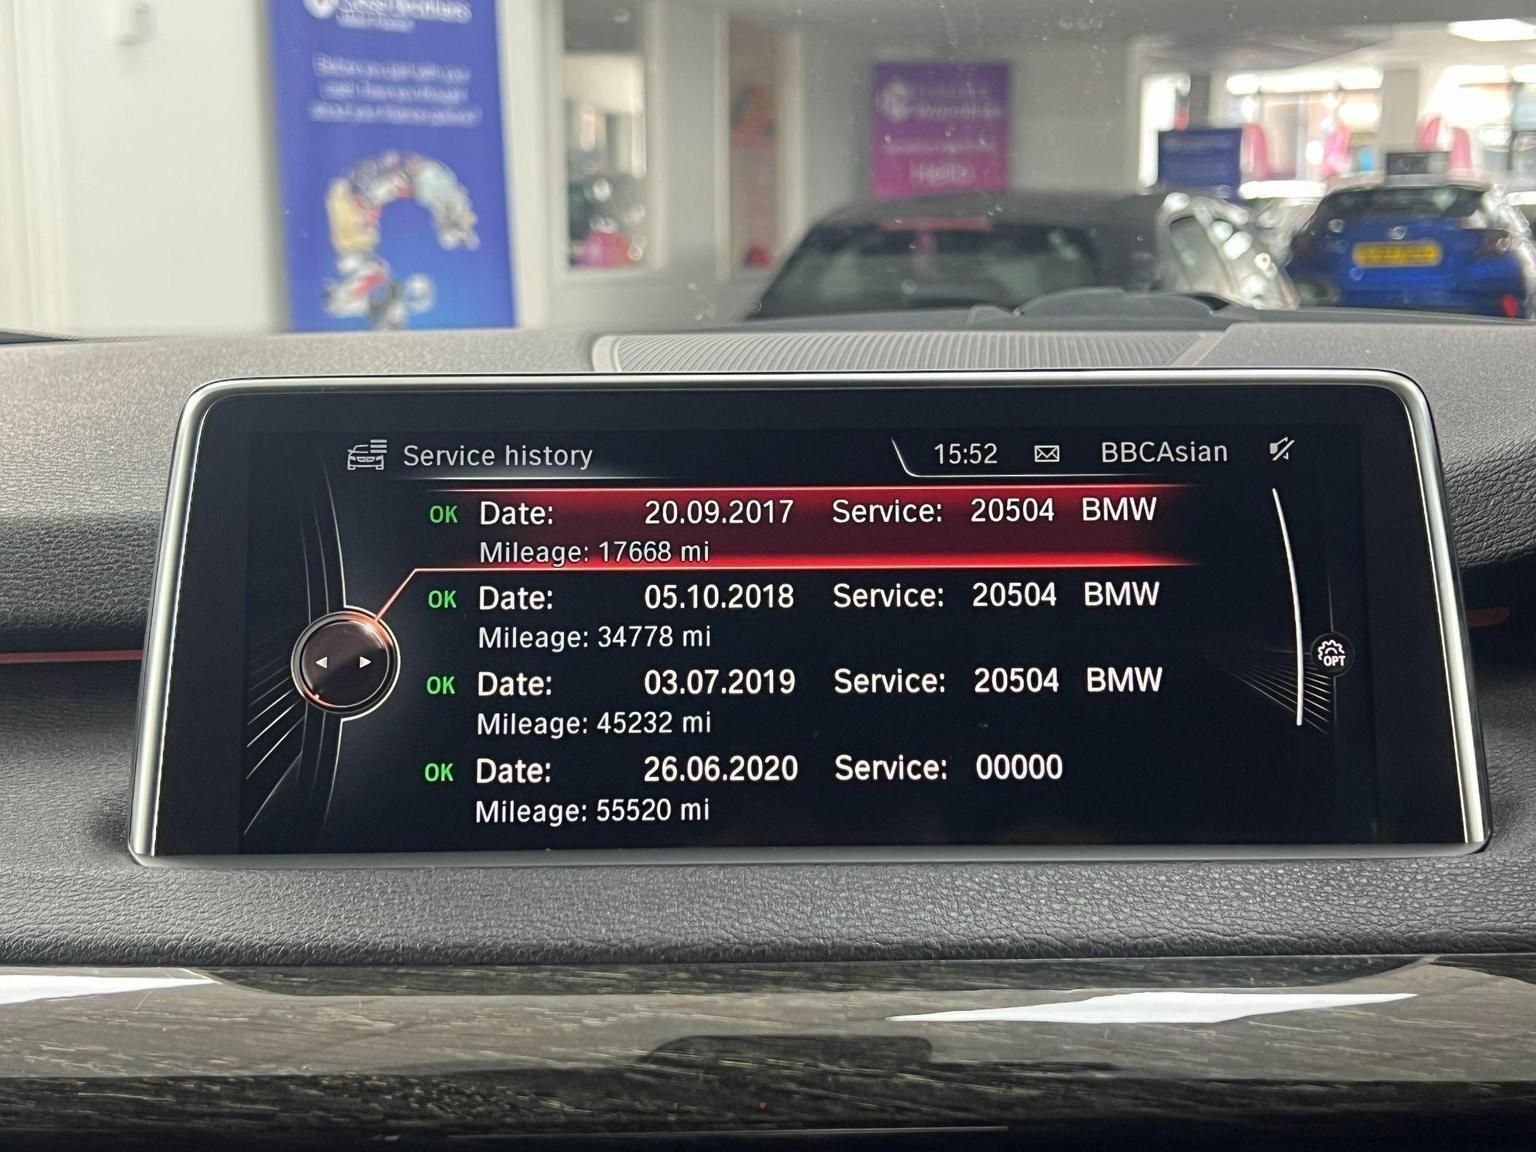 Service history 15:52 BBCAsian
OK Date: 20.09.2017 Service: 20504 BMW
Mileage: 17668 mi
OK Date: 05.10.2018 Service: 20504 BMW
Mileage: 34778 mi
OK Date: 03.07.2019 Service: 20504 BMW
Mileage: 45232 mi
OPT
OK Date: 26.06.2020 Service: 00000
Mileage: 55520 mi